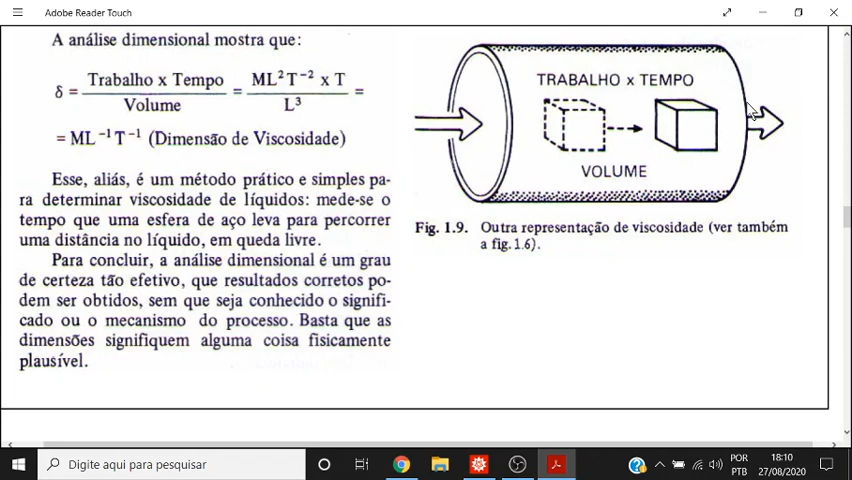 Adobe Reader Touch
A análise dimensional mostra que:
δ = Trabalho x Tempo / Volume = ML² T⁻² x T / L³ =
= ML⁻¹ T⁻¹ (Dimensão de Viscosidade)
Esse, aliás, é um método prático e simples pa-
ra determinar viscosidade de líquidos: mede-se o
tempo que uma esfera de aço leva para percorrer
uma distância no líquido, em queda livre.
Para concluir, a análise dimensional é um grau
de certeza tão efetivo, que resultados corretos po-
dem ser obtidos, sem que seja conhecido o signifi-
cado ou o mecanismo do processo. Basta que as
dimensões signifiquem alguma coisa fisicamente
plausível.
TRABALHO x TEMPO
VOLUME
Fig. 1.9. Outra representação de viscosidade (ver também
a fig. 1.6).
Digite aqui para pesquisar
POR
PTB
18:10
27/08/2020